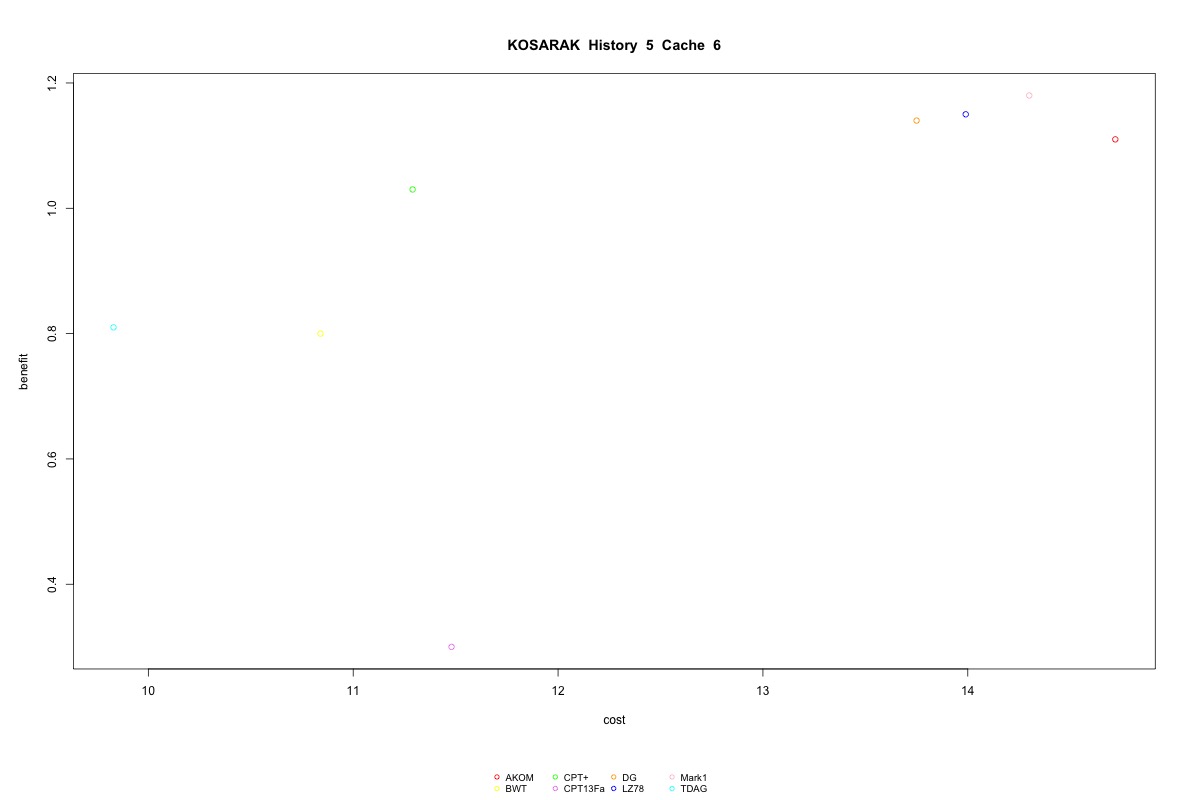 KOSARAK History 5 Cache 6
1.2
1.0
0.8
0.6
0.4
benefit
10 11 12 13 14
cost
AKOM CPT+ DG Mark1
BWT CPT13Fa LZ78 TDAG